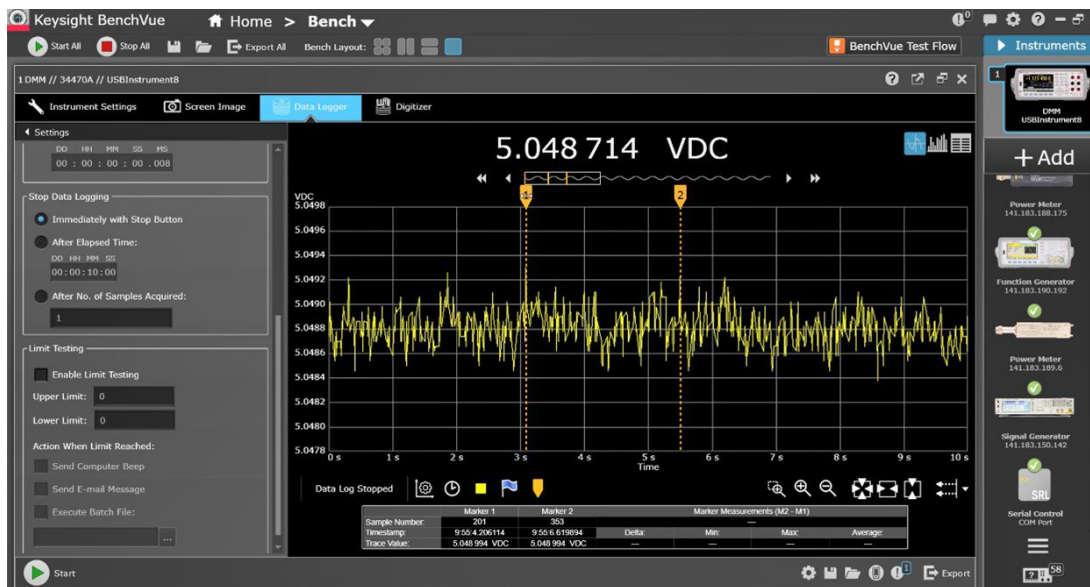 Keysight BenchVue
Home > Bench
0
Start All
Stop All
Export All
Bench Layout:
BenchVue Test Flow
Instruments
1 DMM // 34470A // USBInstrument8
Instrument Settings
Screen Image
Data Logger
Digitizer
Settings
DD HH MM SS MS
00 : 00 : 00 : 00 .008
Stop Data Logging
Immediately with Stop Button
After Elapsed Time:
DD HH MM SS
00:00:10:00
After No. of Samples Acquired:
1
Limit Testing
Enable Limit Testing
Upper Limit: 0
Lower Limit: 0
Action When Limit Reached:
Send Computer Beep
Send E-mail Message
Execute Batch File:
...
Start
5.048 714 VDC
VDC
1
2
5.0498
5.0496
5.0494
5.0492
5.0490
5.0488
5.0486
5.0484
5.0482
5.0480
5.0478
0 s 1 s 2 s 3 s 4 s 5 s 6 s 7 s 8 s 9 s 10 s
Time
Data Log Stopped
Marker 1 Marker 2 Marker Measurements (M2 - M1)
Sample Number: 201 353 ---
Timestamp: 9:55:4.206114 9:55:6.619894 Delta: Min: Max: Average:
Trace Value: 5.048 994 VDC 5.048 994 VDC --- --- --- ---
1
Export
1
DMM
USBInstrument8
+ Add
Power Meter
141.183.188.175
Function Generator
141.183.190.192
Power Meter
141.183.189.6
Signal Generator
141.183.150.142
SRL
Serial Control
COM Port
58